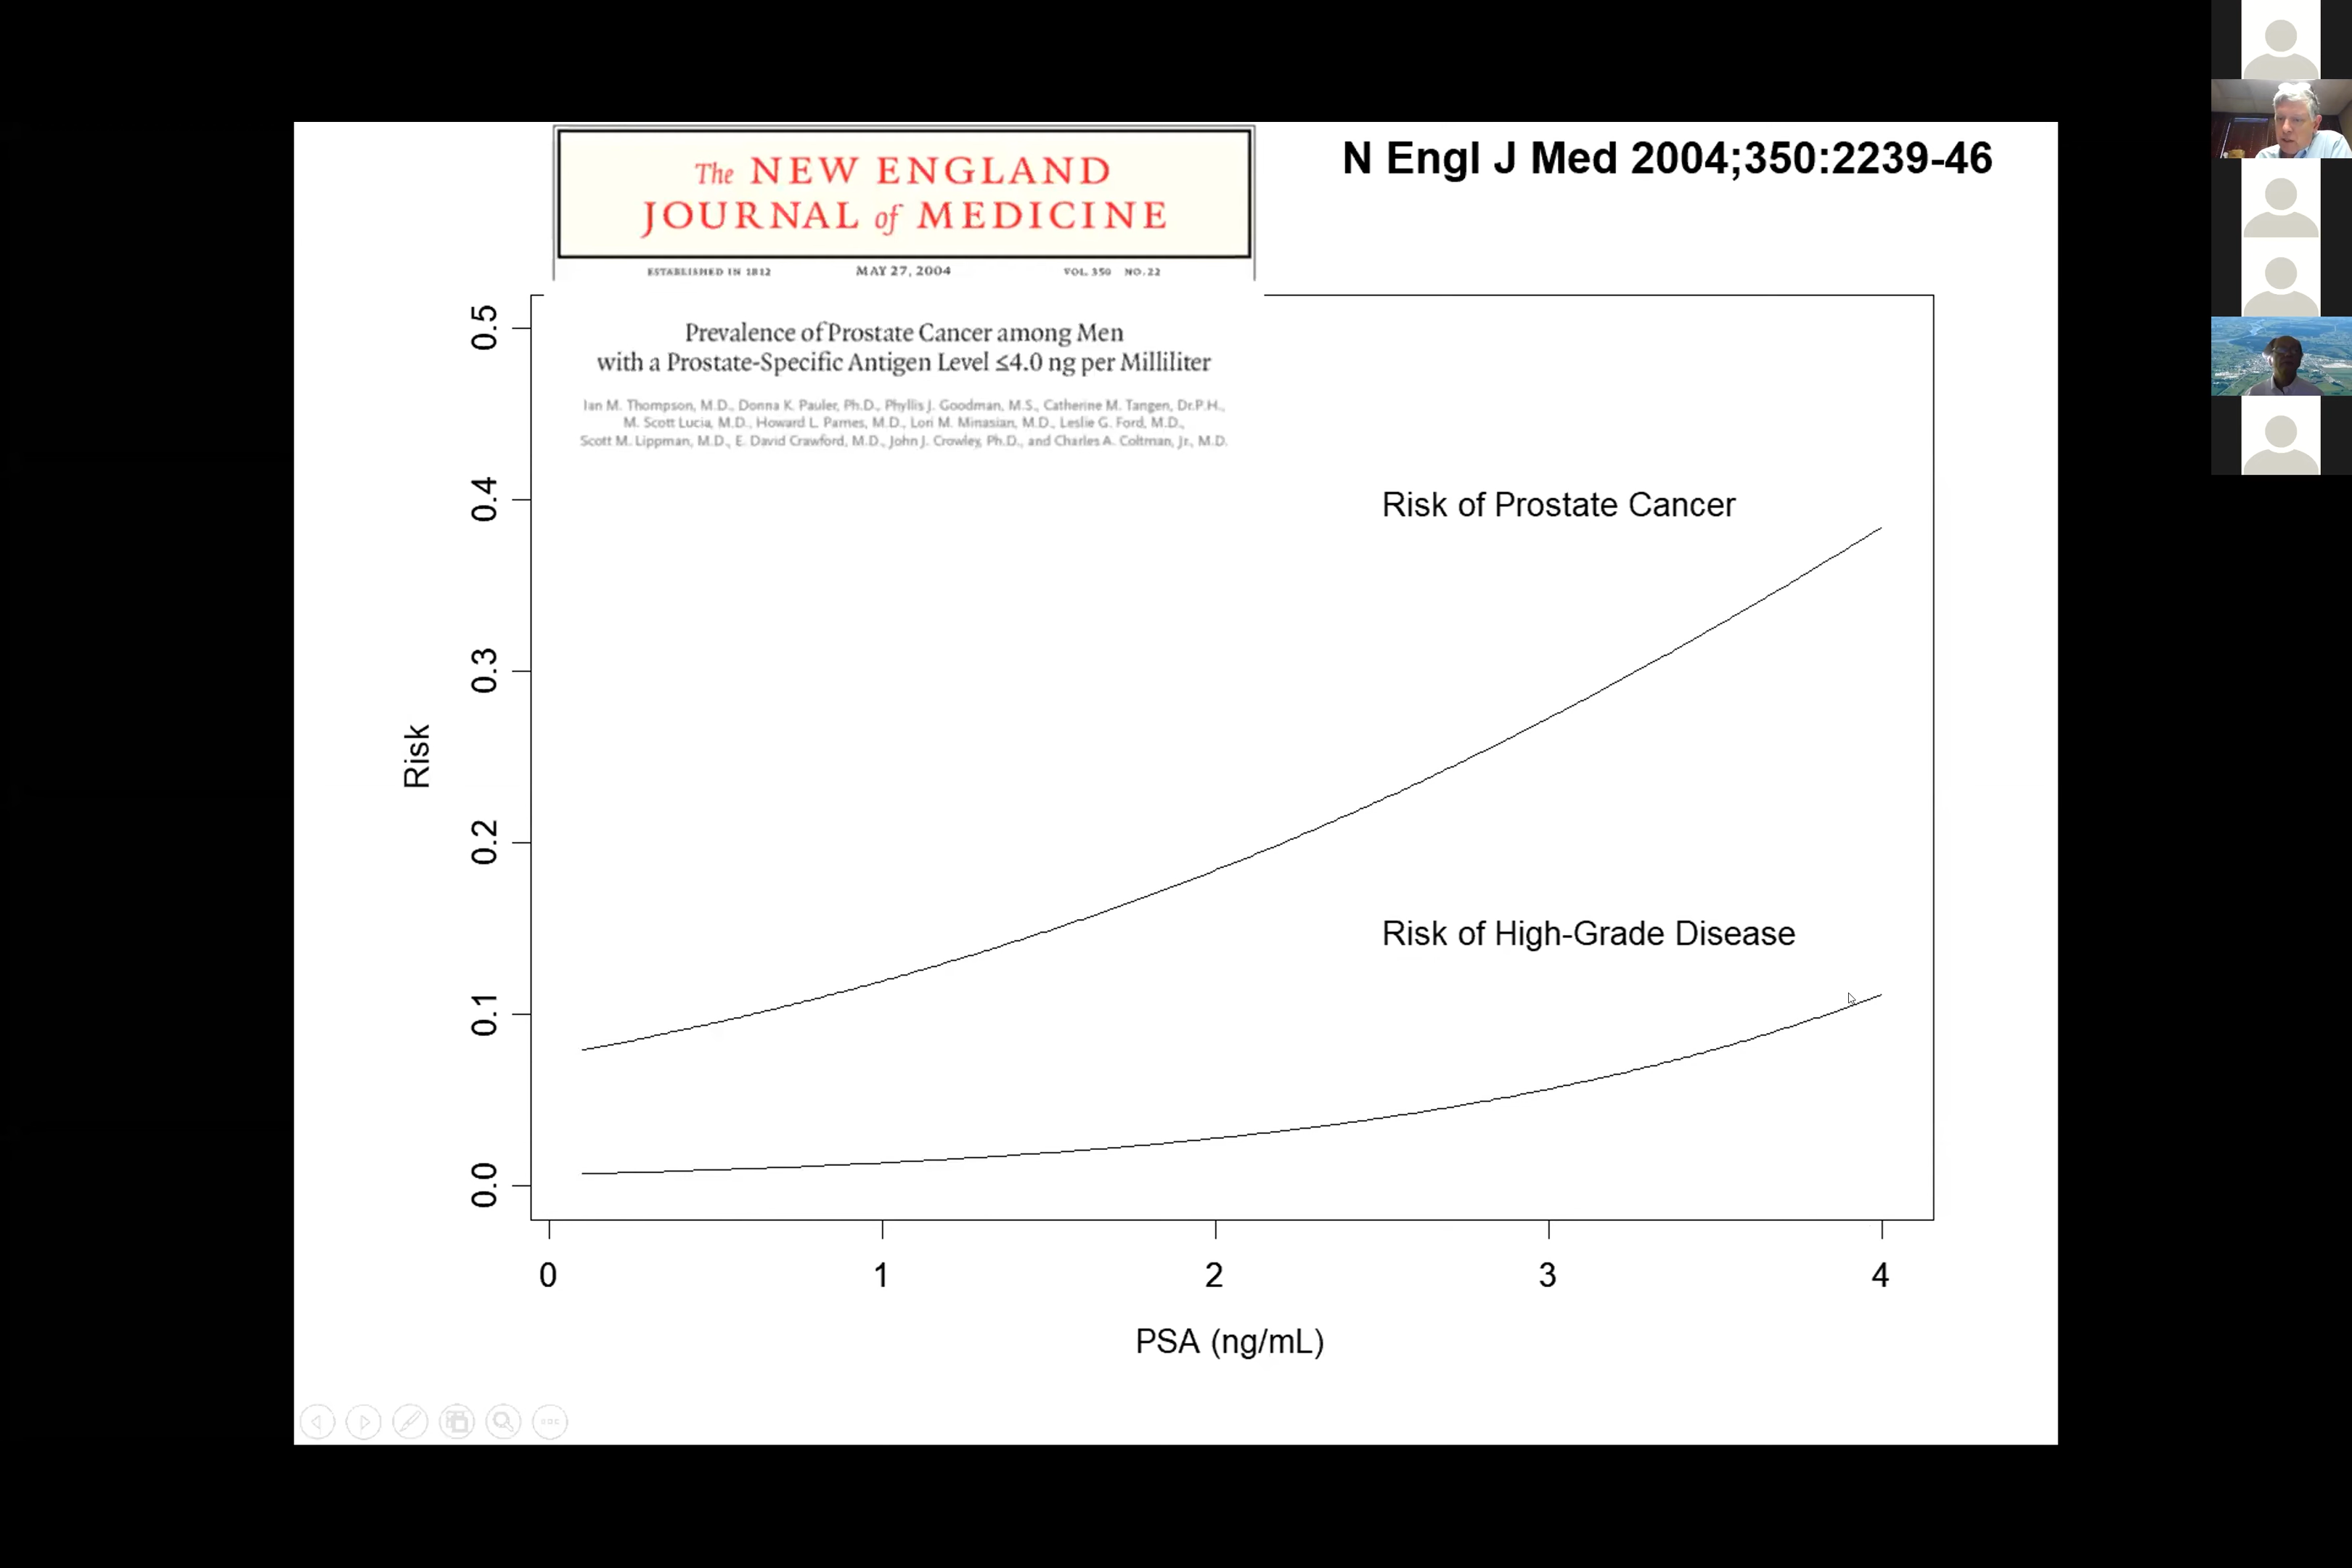 The NEW ENGLAND
JOURNAL of MEDICINE
ESTABLISHED IN 1812 MAY 27, 2004 VOL. 350 NO. 22
N Engl J Med 2004;350:2239-46
Prevalence of Prostate Cancer among Men
with a Prostate-Specific Antigen Level ≤4.0 ng per Milliliter
Ian M. Thompson, M.D., Donna K. Pauler, Ph.D., Phyllis J. Goodman, M.S., Catherine M. Tangen, Dr.P.H.,
M. Scott Lucia, M.D., Howard L. Parnes, M.D., Lori M. Minasian, M.D., Leslie G. Ford, M.D.,
Scott M. Lippman, M.D., E. David Crawford, M.D., John J. Crowley, Ph.D., and Charles A. Coltman, Jr., M.D.
0.5
0.4
0.3
0.2
0.1
0.0
Risk
Risk of Prostate Cancer
Risk of High-Grade Disease
0 1 2 3 4
PSA (ng/mL)